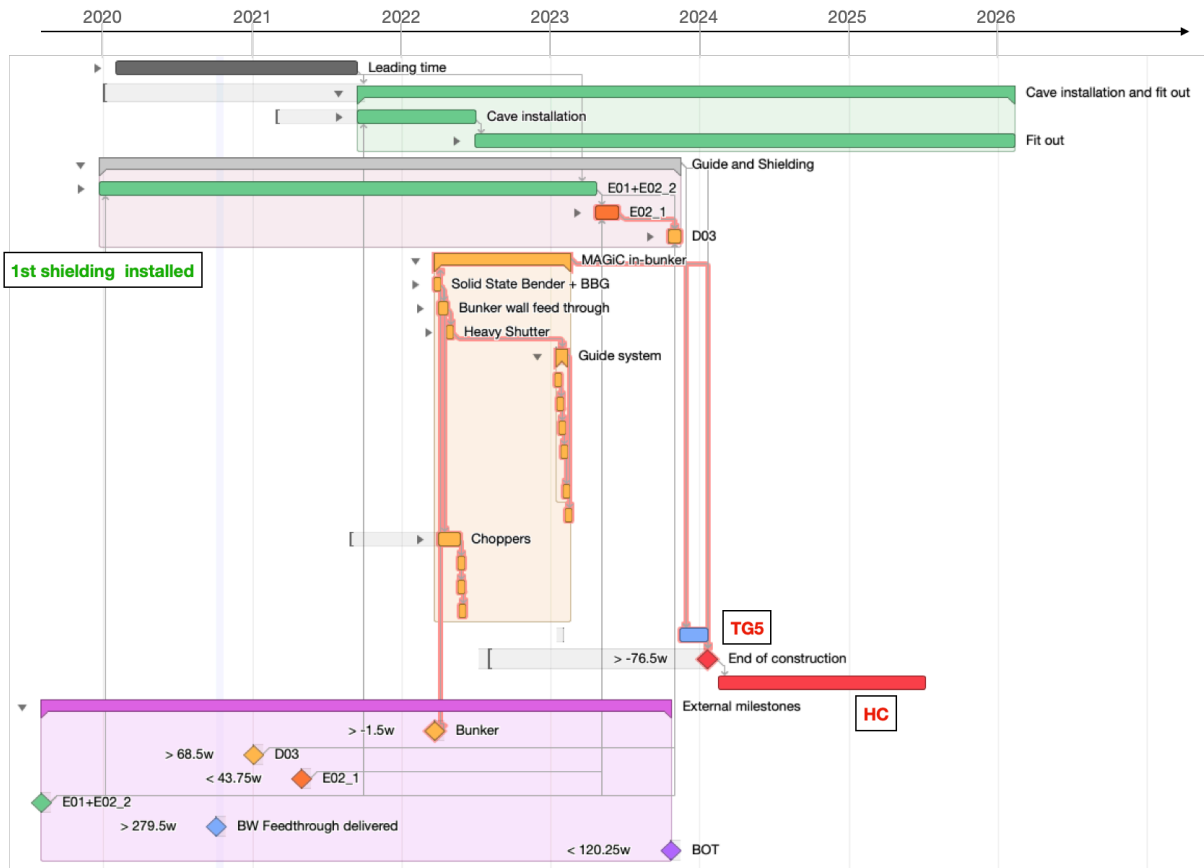 2020 2021 2022 2023 2024 2025 2026
Leading time
Cave installation and fit out
Cave installation
Fit out
Guide and Shielding
E01+E02_2
E02_1
D03
1st shielding installed
MAGiC in-bunker
Solid State Bender + BBG
Bunker wall feed through
Heavy Shutter
Guide system
Choppers
TG5
> -76.5w End of construction
HC
External milestones
> -1.5w Bunker
> 68.5w D03
< 43.75w E02_1
E01+E02_2
> 279.5w BW Feedthrough delivered
< 120.25w BOT